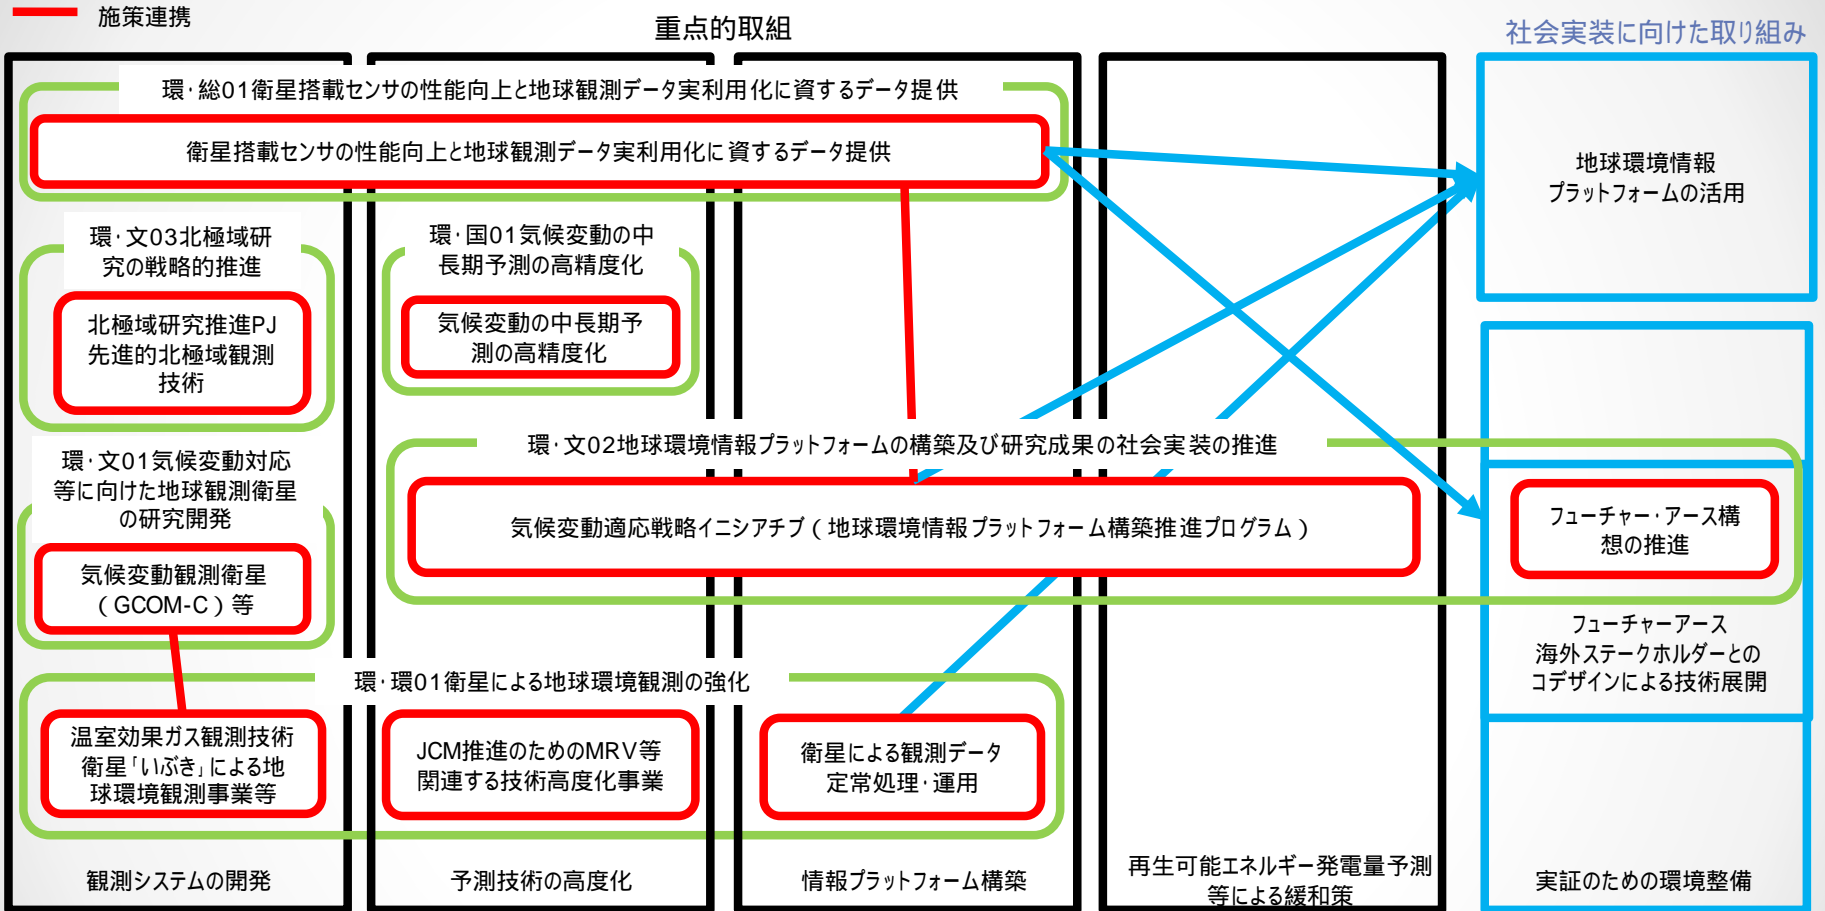 施策連携
重点的取組
社会実装に向けた取り組み
環・総01衛星搭載センサの性能向上と地球観測データ実利用化に資するデータ提供
衛星搭載センサの性能向上と地球観測データ実利用化に資するデータ提供
地球環境情報
プラットフォームの活用
環・文03北極域研
究の戦略的推進
北極域研究推進PJ
先進的北極域観測
技術
環・国01気候変動の中
長期予測の高精度化
気候変動の中長期予
測の高精度化
環・文02地球環境情報プラットフォームの構築及び研究成果の社会実装の推進
気候変動適応戦略イニシアチブ(地球環境情報プラットフォーム構築推進プログラム)
フューチャー・アース構
想の推進
環・文01気候変動対応
等に向けた地球観測衛星
の研究開発
気候変動観測衛星
(GCOM-C)等
フューチャーアース
海外ステークホルダーとの
コデザインによる技術展開
環・環01衛星による地球環境観測の強化
温室効果ガス観測技術
衛星「いぶき」による地
球環境観測事業等
JCM推進のためのMRV等
関連する技術高度化事業
衛星による観測データ
定常処理・運用
観測システムの開発
予測技術の高度化
情報プラットフォーム構築
再生可能エネルギー発電量予測
等による緩和策
実証のための環境整備